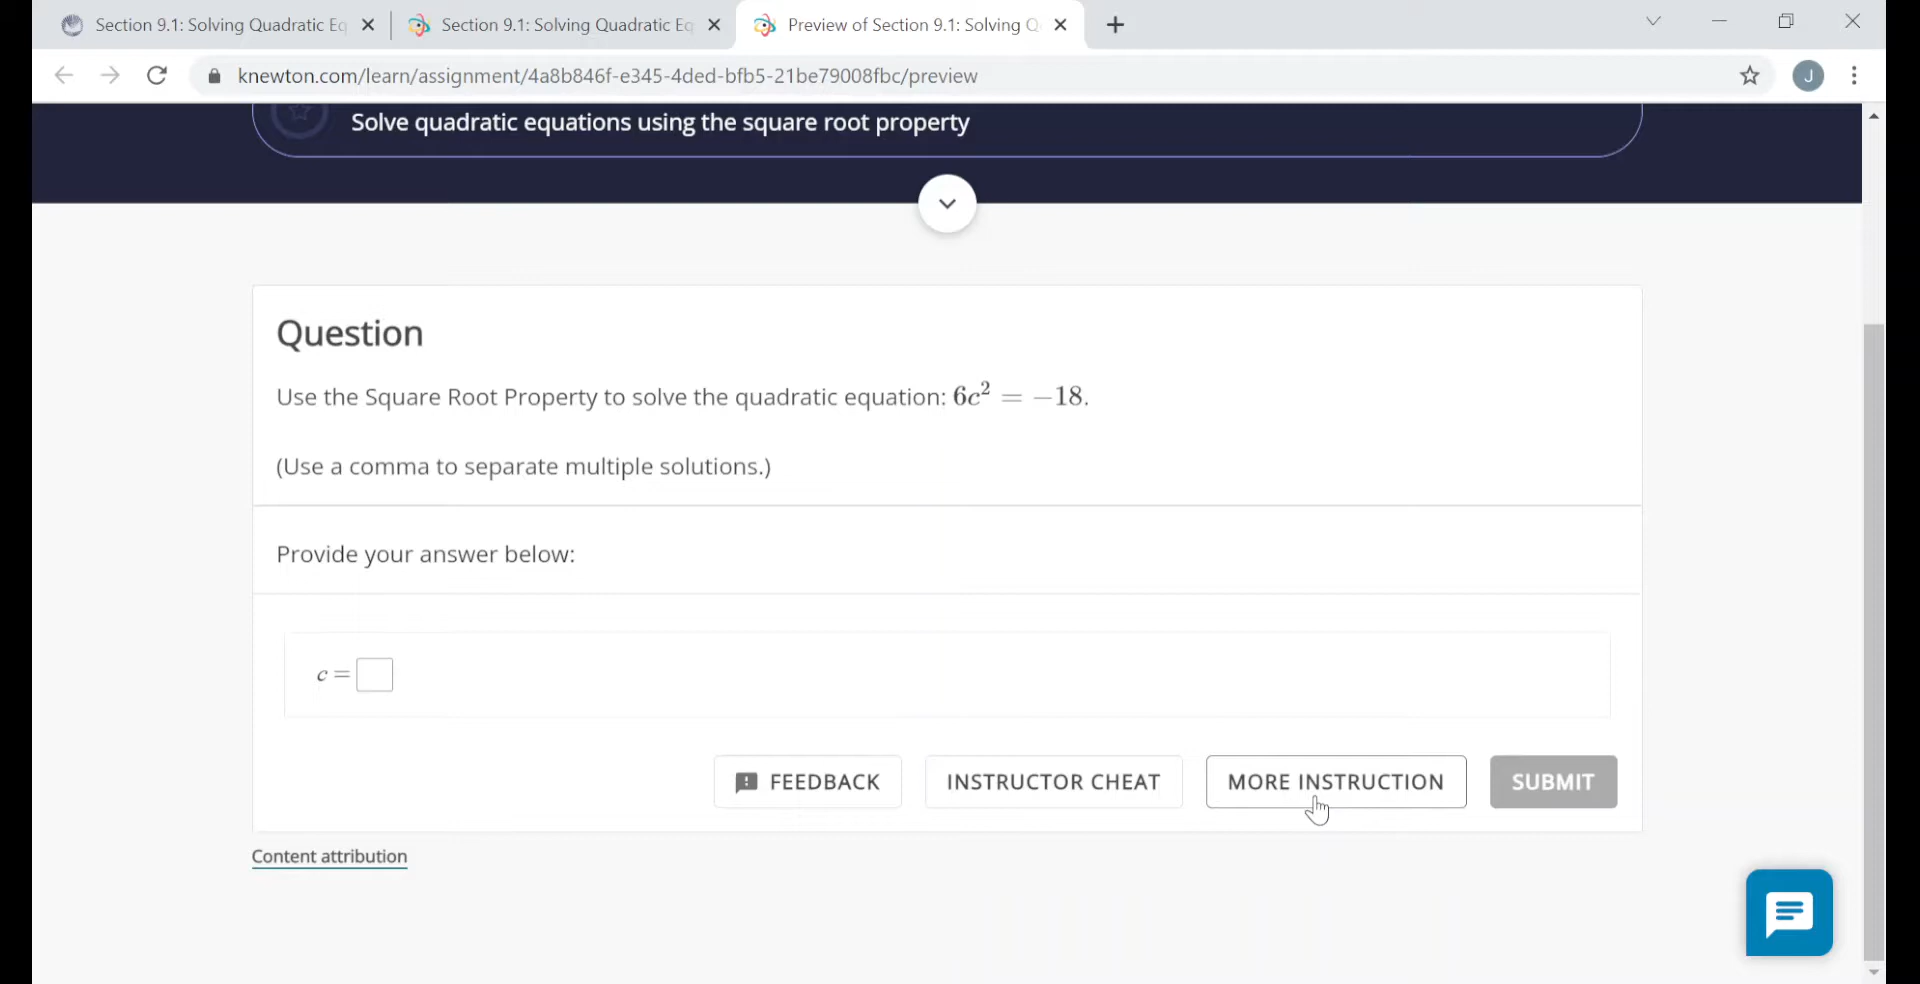 Section 9.1: Solving Quadratic Eq
Section 9.1: Solving Quadratic Eq
Preview of Section 9.1: Solving Q
knewton.com/learn/assignment/4a8b846f-e345-4ded-bfb5-21be79008fbc/preview
J
Solve quadratic equations using the square root property
Question
Use the Square Root Property to solve the quadratic equation: 6c² = −18.
(Use a comma to separate multiple solutions.)
Provide your answer below:
c =
FEEDBACK
INSTRUCTOR CHEAT
MORE INSTRUCTION
SUBMIT
Content attribution